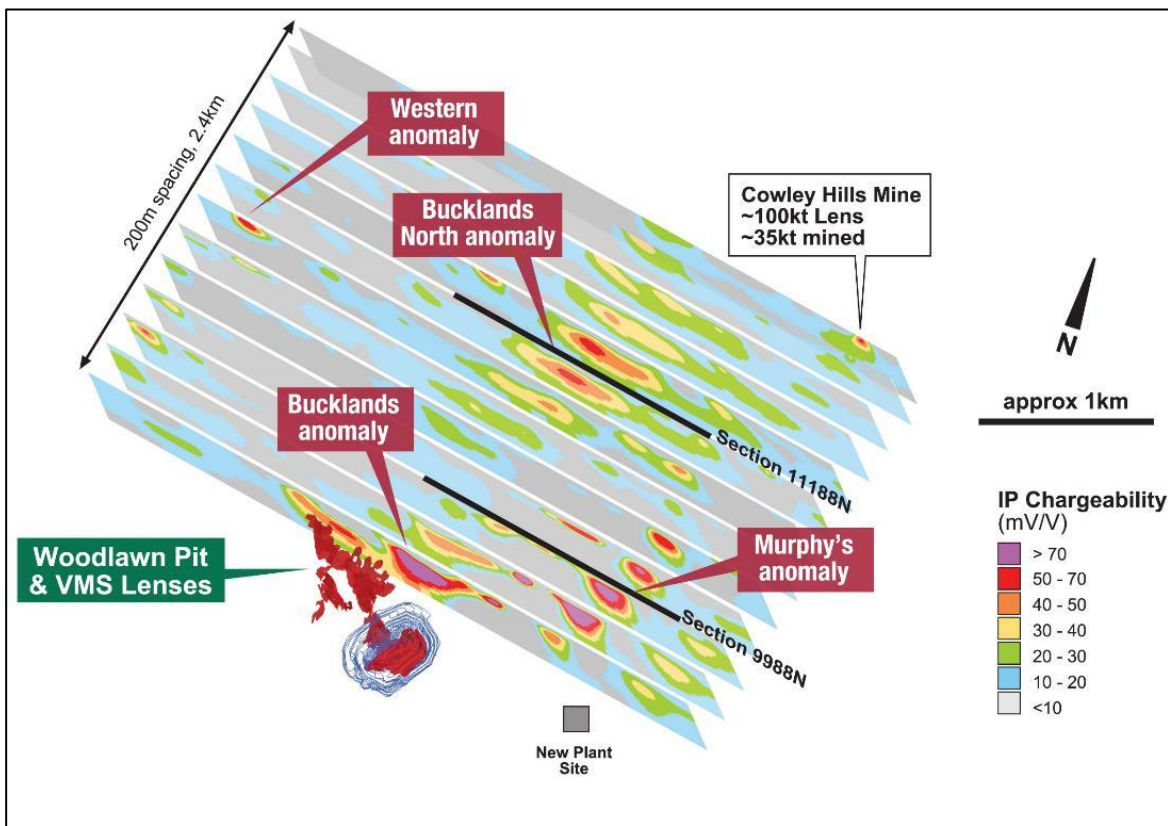 200m spacing, 2.4km
Western
anomaly
Bucklands
North anomaly
Cowley Hills Mine
~100kt Lens
~35kt mined
N
approx 1km
Bucklands
anomaly
Section 11188N
Woodlawn Pit
& VMS Lenses
Murphy's
anomaly
Section 9988N
New Plant
Site
IP Chargeability
(mV/V)
> 70
50 - 70
40 - 50
30 - 40
20 - 30
10 - 20
<10